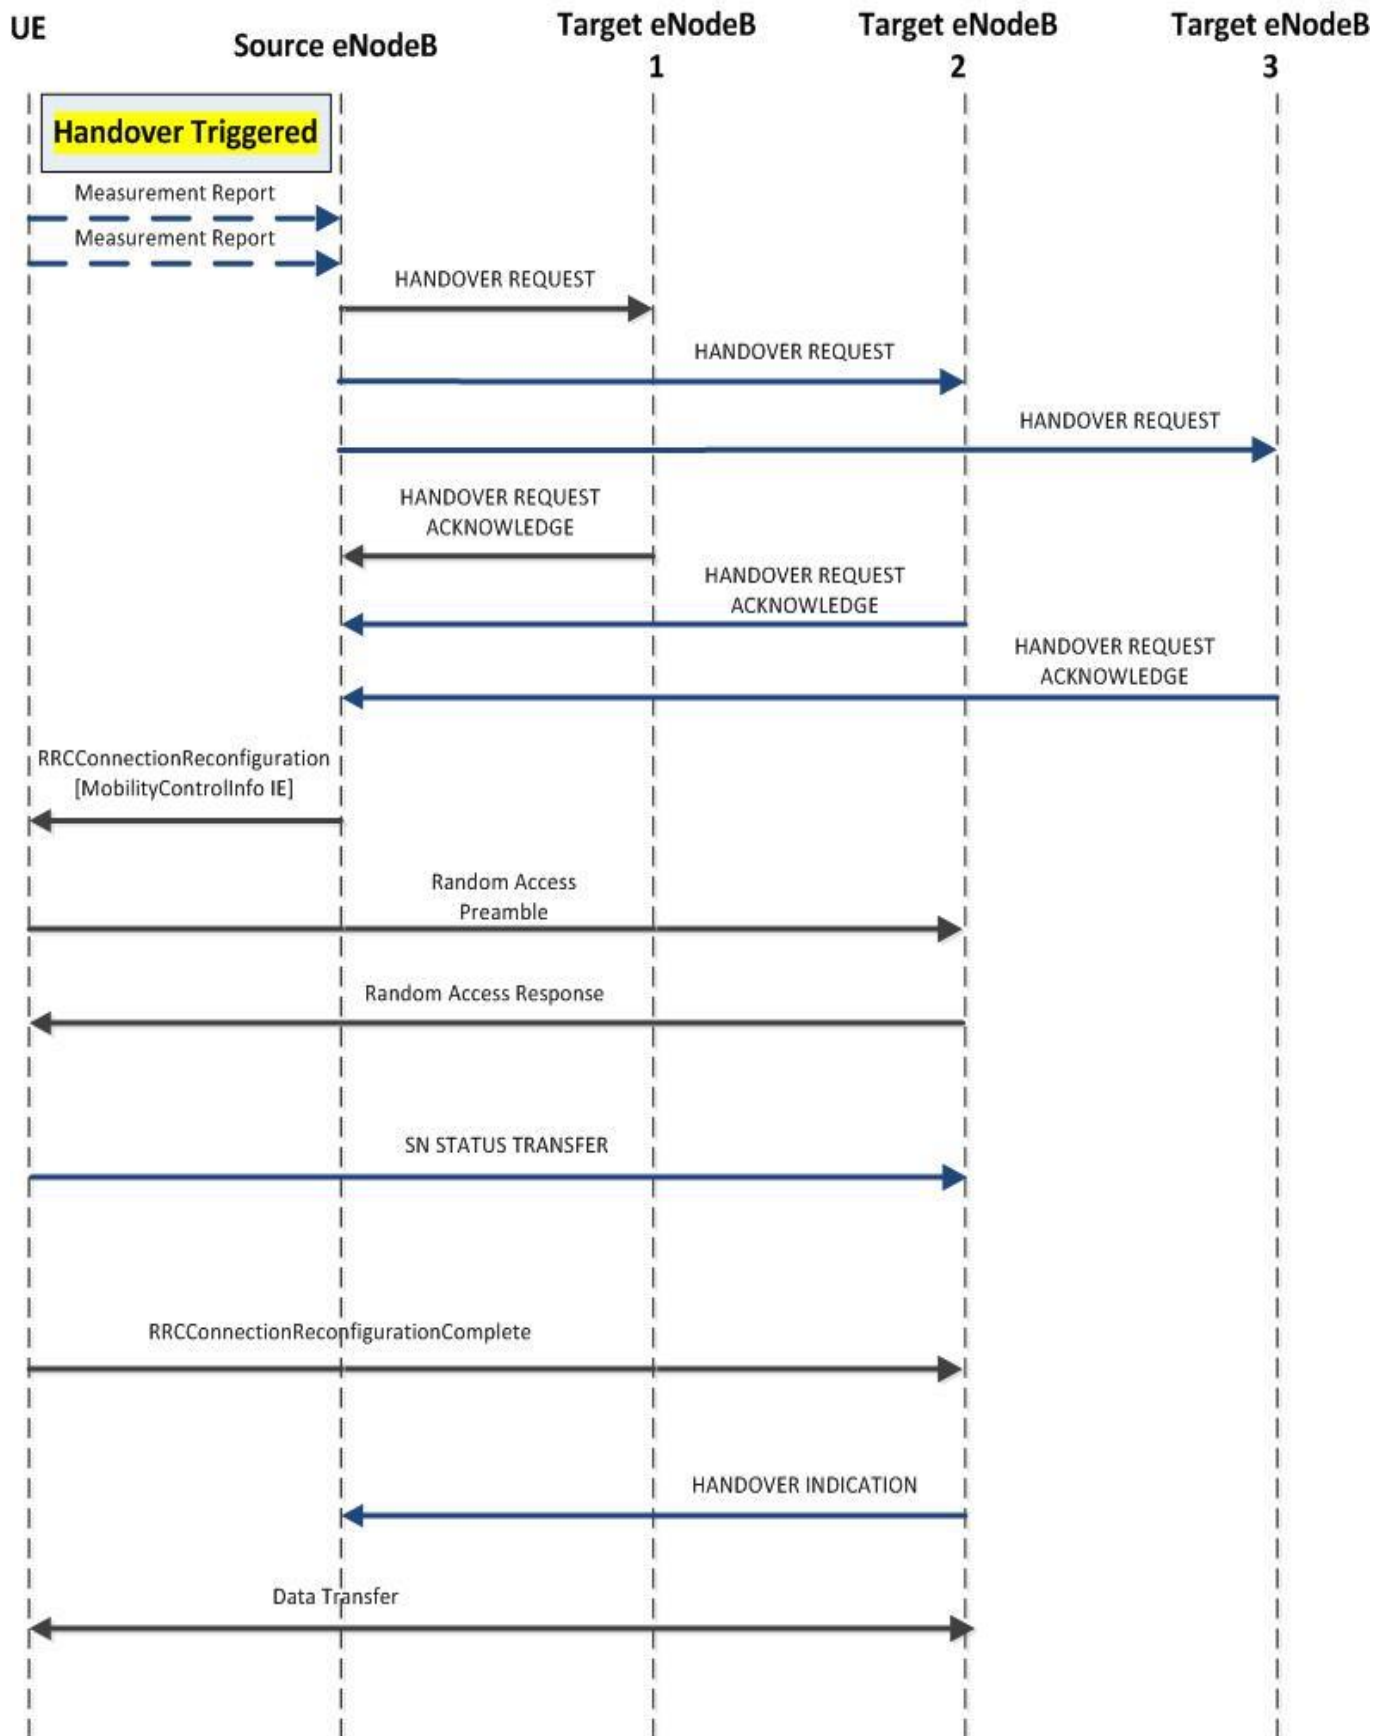 UE
Source eNodeB
Target eNodeB
1
Target eNodeB
2
Target eNodeB
3
Handover Triggered
Measurement Report
Measurement Report
HANDOVER REQUEST
HANDOVER REQUEST
HANDOVER REQUEST
HANDOVER REQUEST
ACKNOWLEDGE
HANDOVER REQUEST
ACKNOWLEDGE
HANDOVER REQUEST
ACKNOWLEDGE
RRCConnectionReconfiguration
[MobilityControlInfo IE]
Random Access
Preamble
Random Access Response
SN STATUS TRANSFER
RRCConnectionReconfigurationComplete
HANDOVER INDICATION
Data Transfer